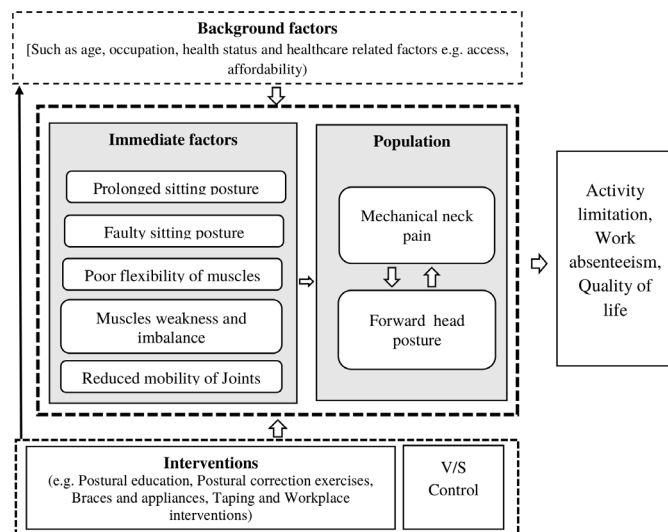 Background factors
[Such as age, occupation, health status and healthcare related factors e.g. access,
affordability)
Immediate factors
Prolonged sitting posture
Faulty sitting posture
Poor flexibility of muscles
Muscles weakness and
imbalance
Reduced mobility of Joints
Population
Mechanical neck
pain
Forward head
posture
Activity
limitation,
Work
absenteeism,
Quality of
life
Interventions
(e.g. Postural education, Postural correction exercises,
Braces and appliances, Taping and Workplace
interventions)
V/S
Control